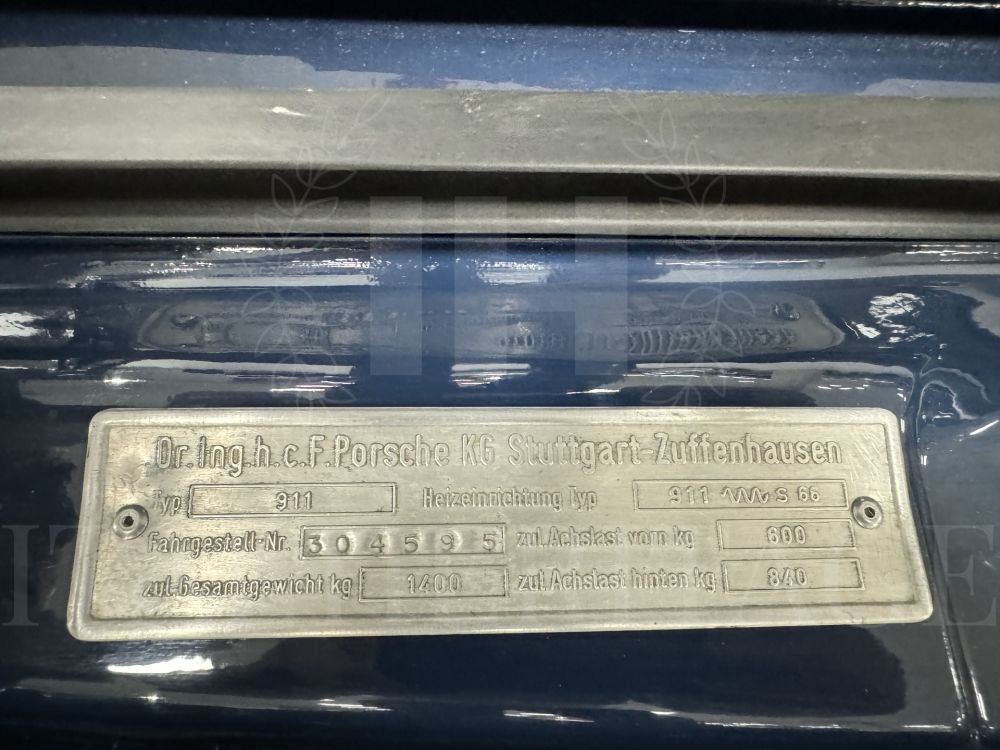 Dr.Ing.h.c.F.Porsche KG Stuttgart-Zuffenhausen
Typ 911 Heizeinrichtung Typ 911 S 66
Fahrgestell-Nr. 304595 zul.Achslast vorn kg 600
zul.Gesamtgewicht kg 1400 zul.Achslast hinten kg 840
IH